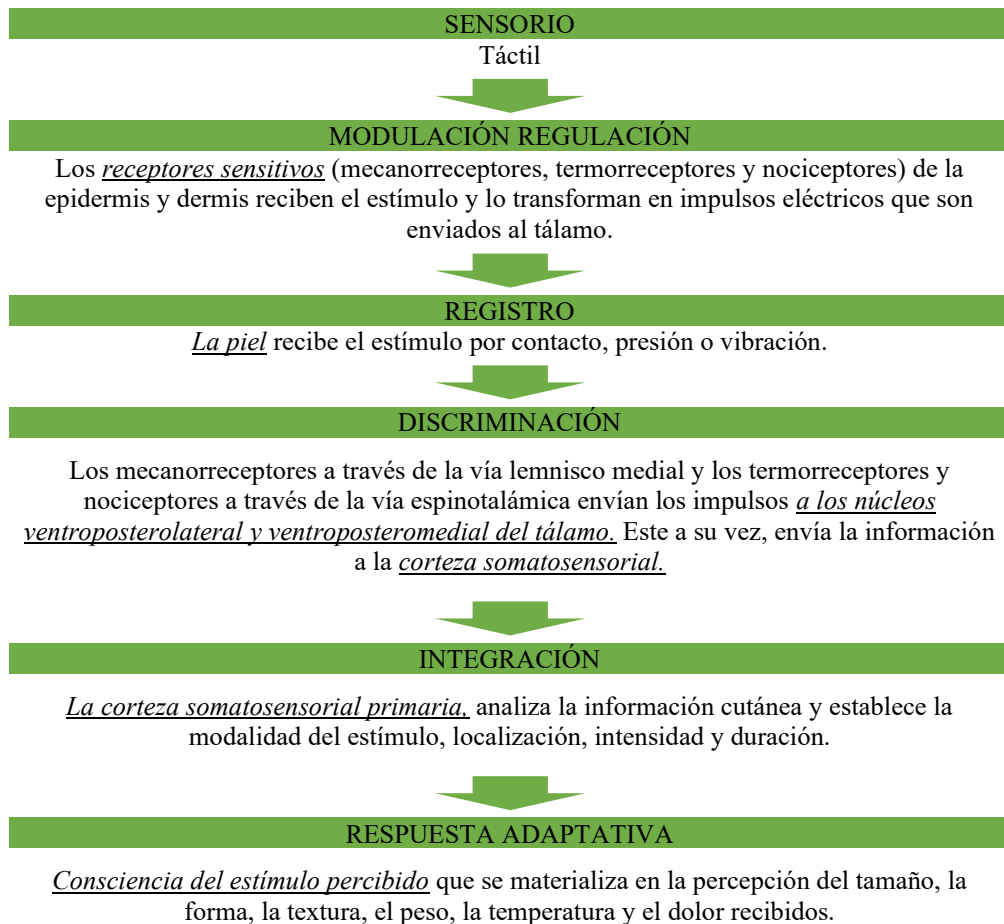 SENSORIO
Táctil
MODULACIÓN REGULACIÓN
Los receptores sensitivos (mecanorreceptores, termorreceptores y nociceptores) de la
epidermis y dermis reciben el estímulo y lo transforman en impulsos eléctricos que son
enviados al tálamo.
REGISTRO
La piel recibe el estímulo por contacto, presión o vibración.
DISCRIMINACIÓN
Los mecanorreceptores a través de la vía lemnisco medial y los termorreceptores y
nociceptores a través de la vía espinotalámica envían los impulsos a los núcleos
ventroposterolateral y ventroposteromedial del tálamo. Este a su vez, envía la información
a la corteza somatosensorial.
INTEGRACIÓN
La corteza somatosensorial primaria, analiza la información cutánea y establece la
modalidad del estímulo, localización, intensidad y duración.
RESPUESTA ADAPTATIVA
Consciencia del estímulo percibido que se materializa en la percepción del tamaño, la
forma, la textura, el peso, la temperatura y el dolor recibidos.